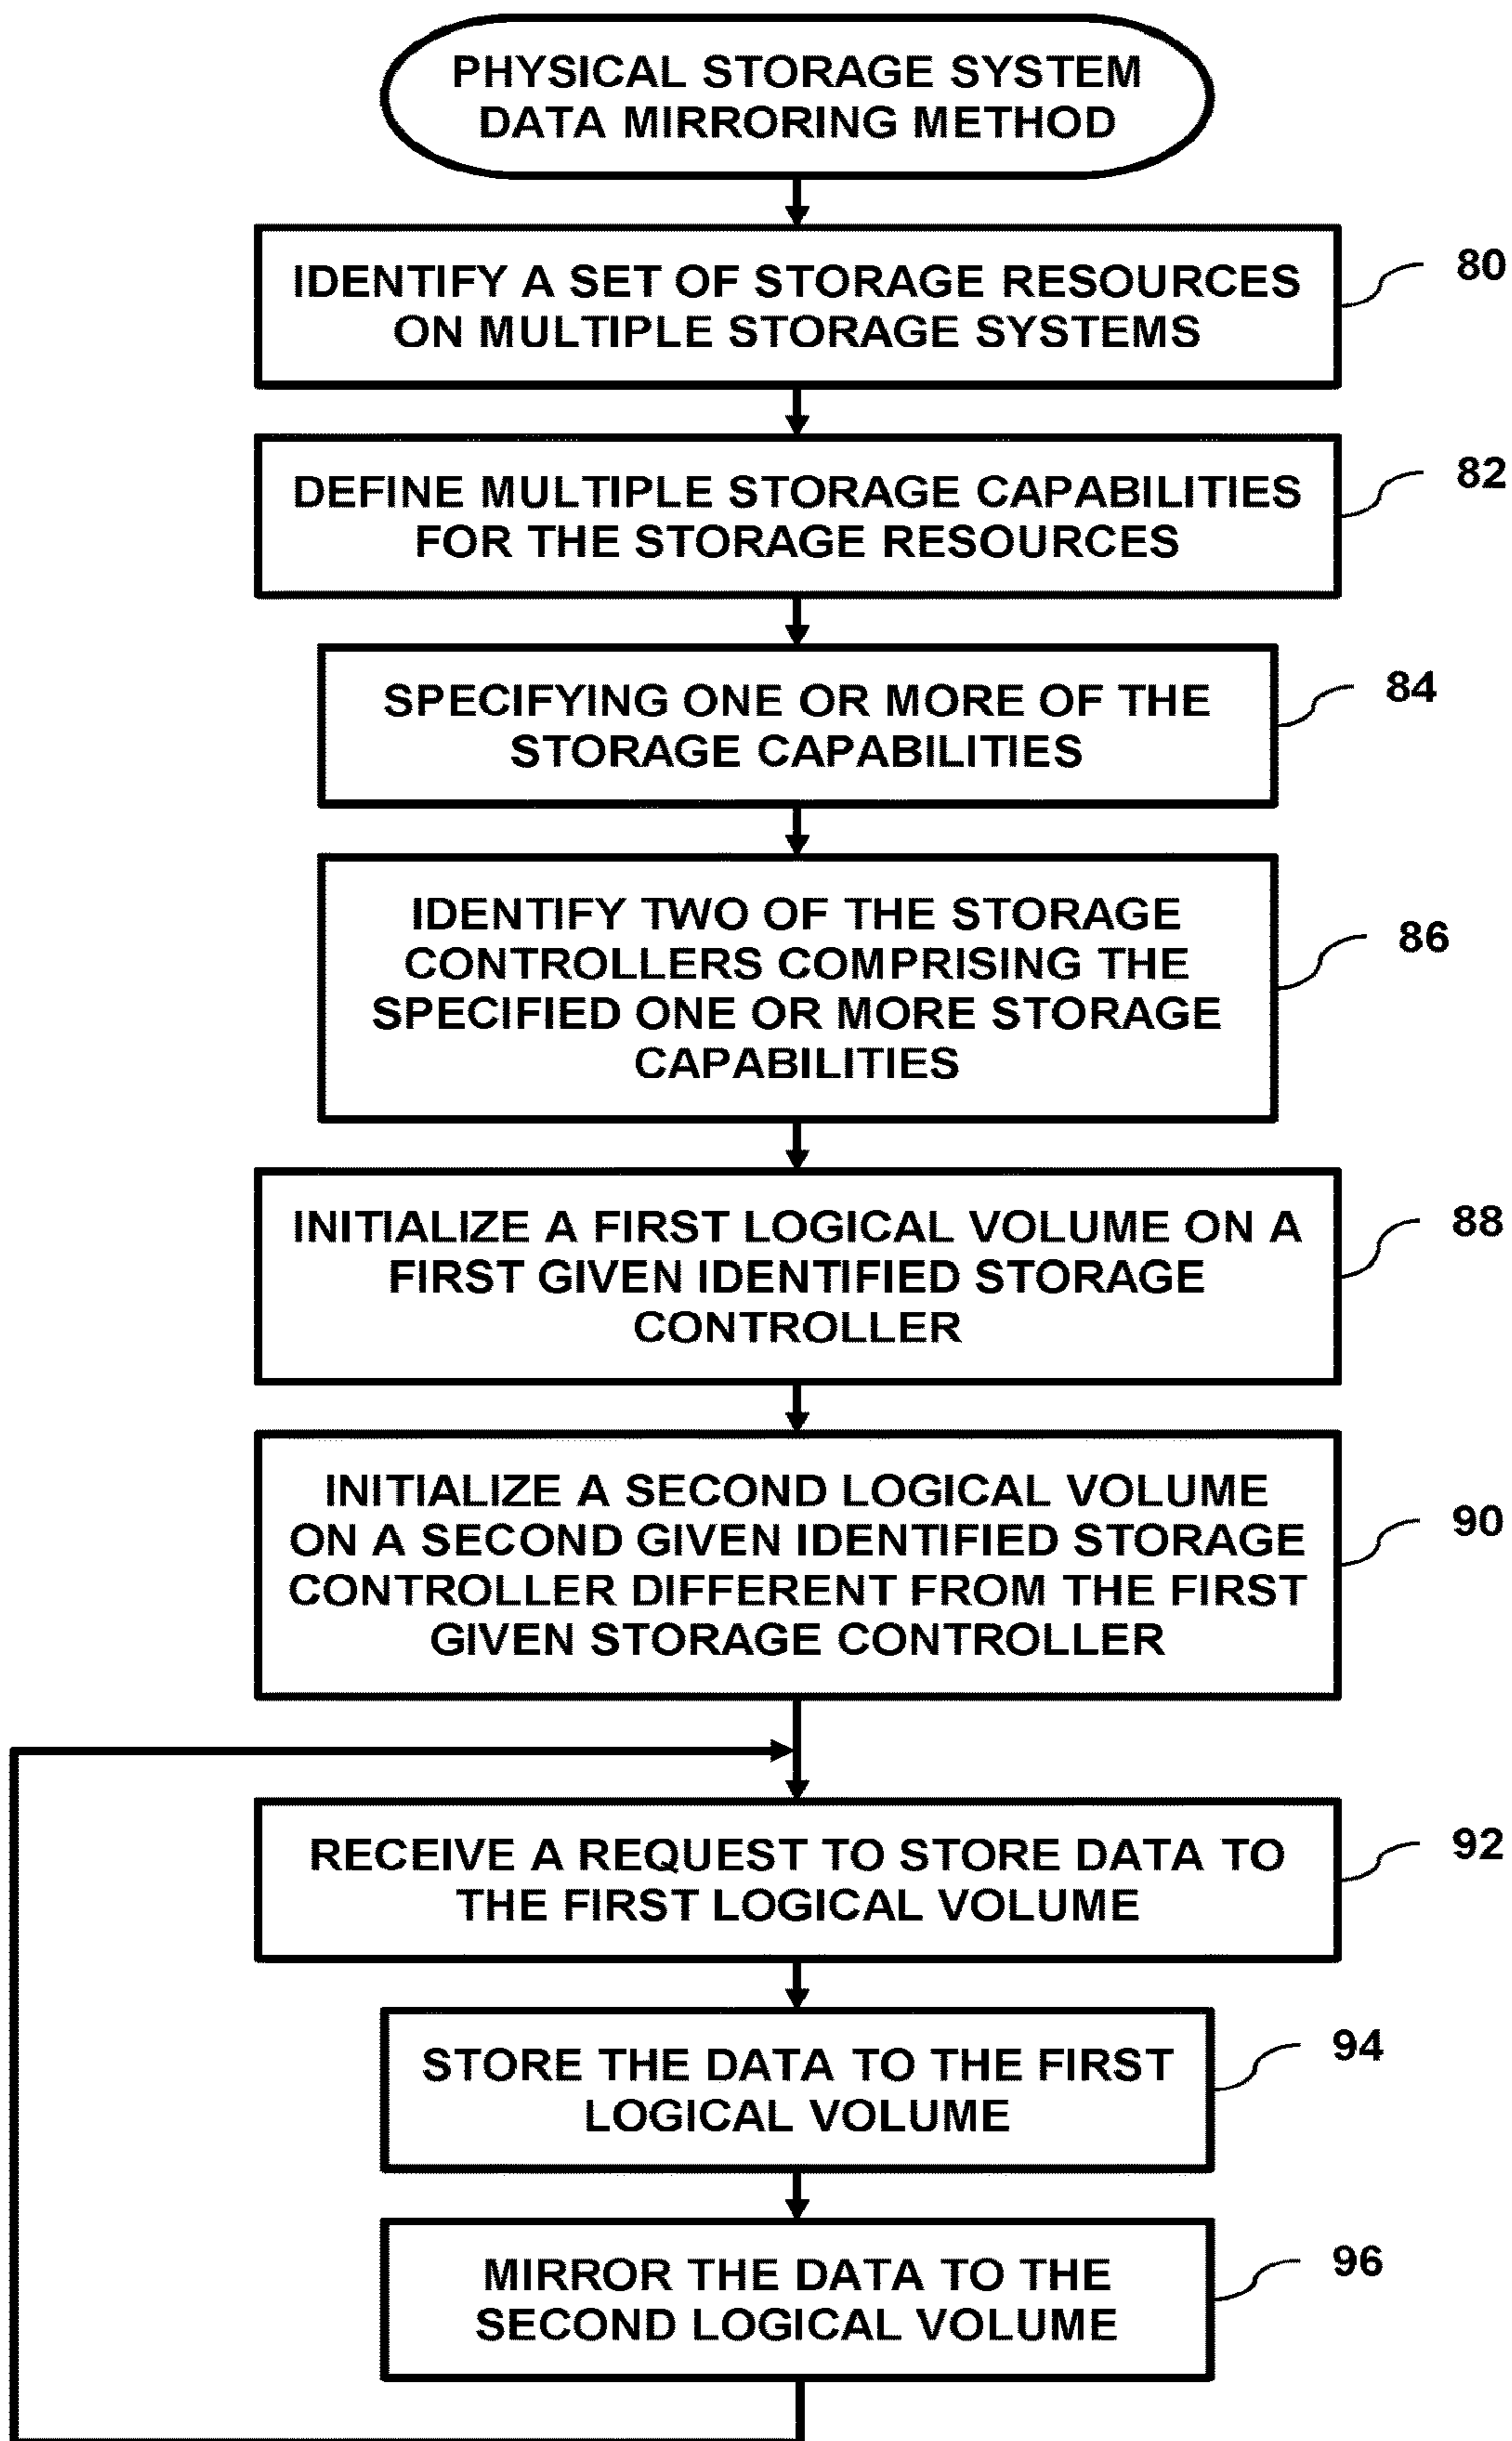 PHYSICAL STORAGE SYSTEM
DATA MIRRORING METHOD
IDENTIFY A SET OF STORAGE RESOURCES
ON MULTIPLE STORAGE SYSTEMS
80
DEFINE MULTIPLE STORAGE CAPABILITIES
FOR THE STORAGE RESOURCES
82
SPECIFYING ONE OR MORE OF THE
STORAGE CAPABILITIES
84
IDENTIFY TWO OF THE STORAGE
CONTROLLERS COMPRISING THE
SPECIFIED ONE OR MORE STORAGE
CAPABILITIES
86
INITIALIZE A FIRST LOGICAL VOLUME ON A
FIRST GIVEN IDENTIFIED STORAGE
CONTROLLER
88
INITIALIZE A SECOND LOGICAL VOLUME
ON A SECOND GIVEN IDENTIFIED STORAGE
CONTROLLER DIFFERENT FROM THE FIRST
GIVEN STORAGE CONTROLLER
90
RECEIVE A REQUEST TO STORE DATA TO
THE FIRST LOGICAL VOLUME
92
STORE THE DATA TO THE FIRST
LOGICAL VOLUME
94
MIRROR THE DATA TO THE
SECOND LOGICAL VOLUME
96